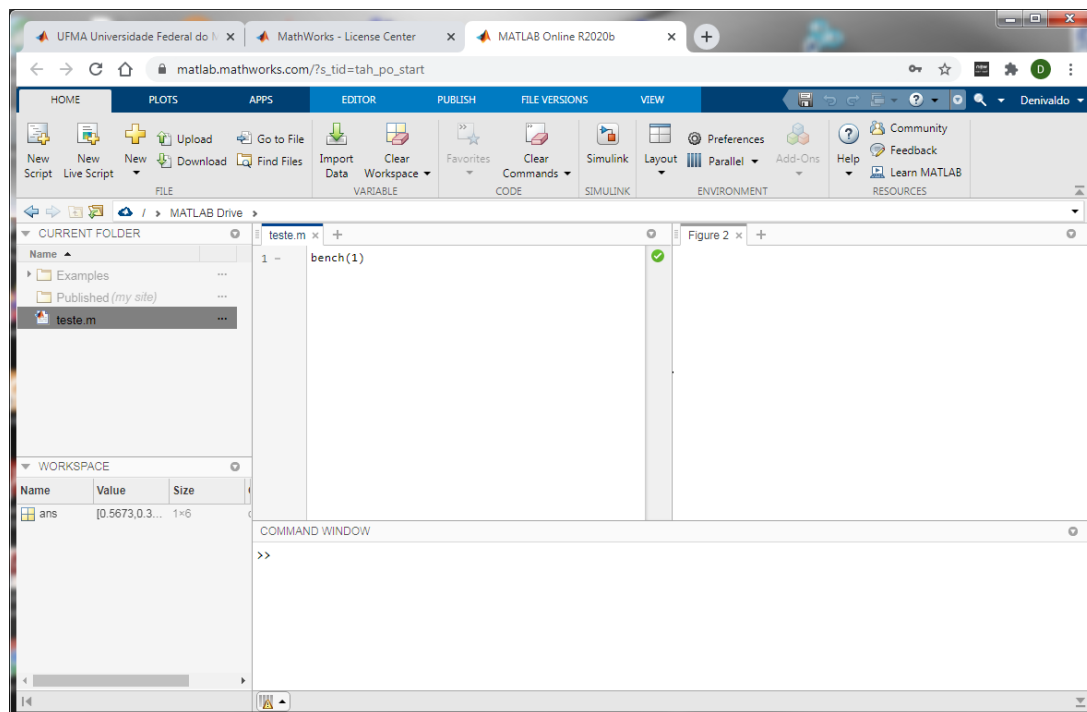 UFMA Universidade Federal do M
MathWorks - License Center
MATLAB Online R2020b
matlab.mathworks.com/?s_tid=tah_po_start
new
D
HOME PLOTS APPS EDITOR PUBLISH FILE VERSIONS VIEW
Denivaldo
New Script
New Live Script
New
Upload
Download
Go to File
Find Files
FILE
Import Data
Clear Workspace
VARIABLE
Favorites
Clear Commands
CODE
Simulink
SIMULINK
Layout
Preferences
Parallel
Add-Ons
ENVIRONMENT
Help
Community
Feedback
Learn MATLAB
RESOURCES
/ › MATLAB Drive ›
CURRENT FOLDER
Name
Examples ...
Published (my site) ...
teste.m ...
teste.m × +
1 − bench(1)
Figure 2 × +
WORKSPACE
Name Value Size
ans [0.5673,0.3... 1×6
COMMAND WINDOW
>>